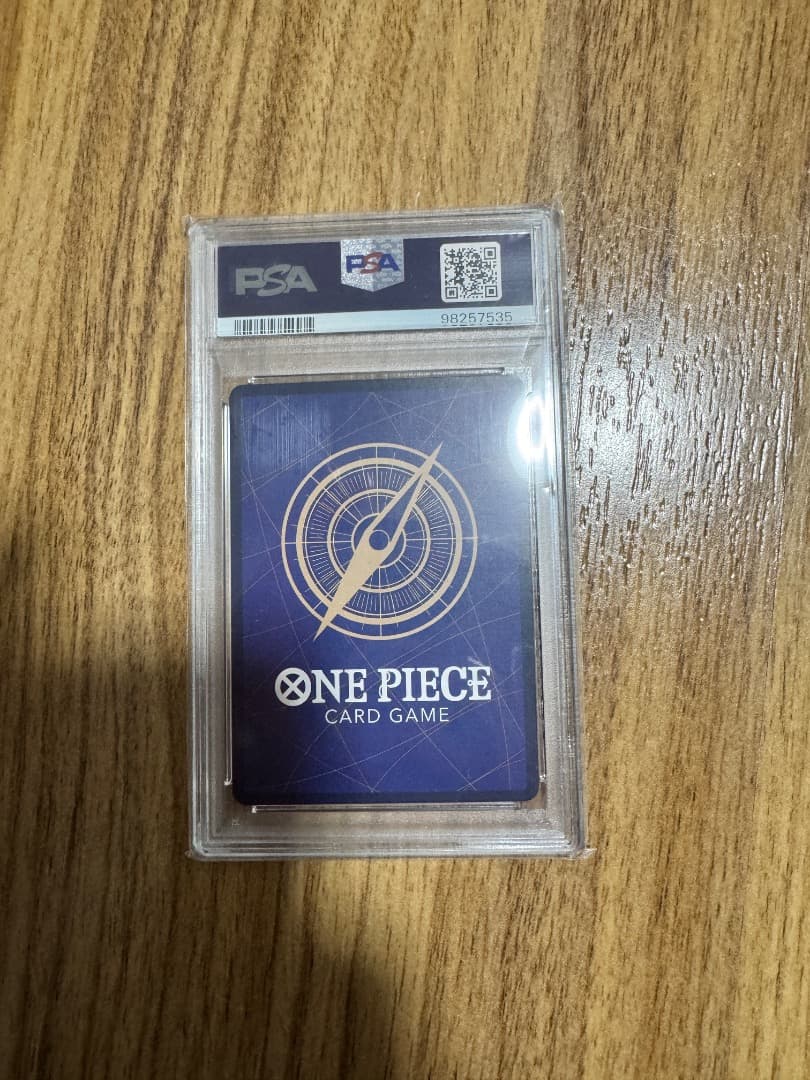 PSA
PSA
98257535
ONE PIECE
CARD GAME